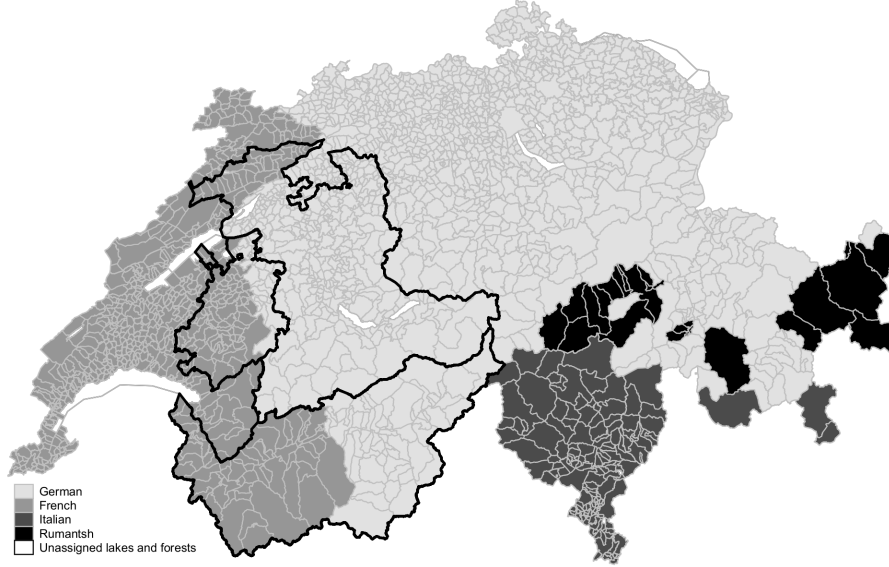 German
French
Italian
Rumantsh
Unassigned lakes and forests